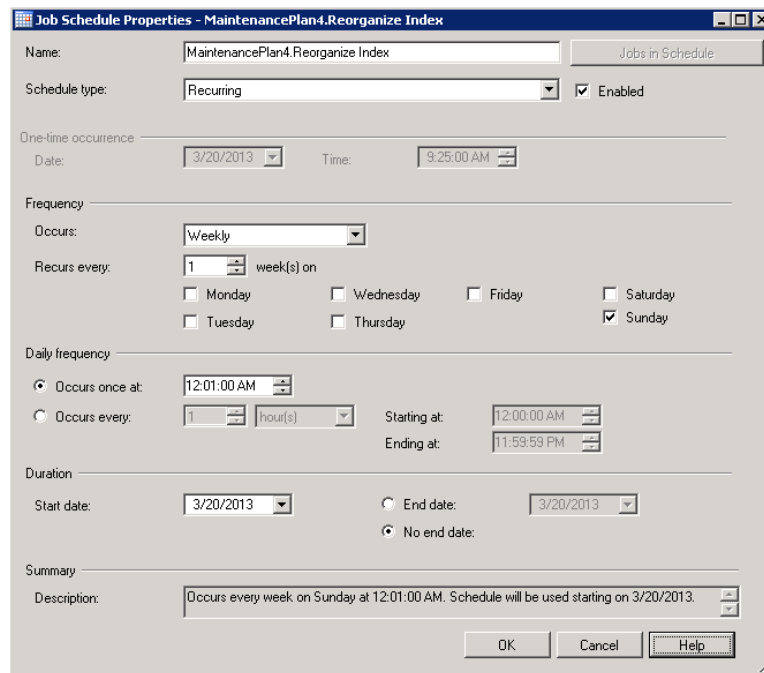 Job Schedule Properties - MaintenancePlan4.Reorganize Index
Name: MaintenancePlan4.Reorganize Index Jobs in Schedule
Schedule type: Recurring Enabled
One-time occurrence
Date: 3/20/2013 Time: 9:25:00 AM
Frequency
Occurs: Weekly
Recurs every: 1 week(s) on
Monday Wednesday Friday Saturday
Tuesday Thursday Sunday
Daily frequency
Occurs once at: 12:01:00 AM
Occurs every: 1 hour(s) Starting at: 12:00:00 AM
Ending at: 11:59:59 PM
Duration
Start date: 3/20/2013 End date: 3/20/2013
No end date:
Summary
Description: Occurs every week on Sunday at 12:01:00 AM. Schedule will be used starting on 3/20/2013.
OK Cancel Help